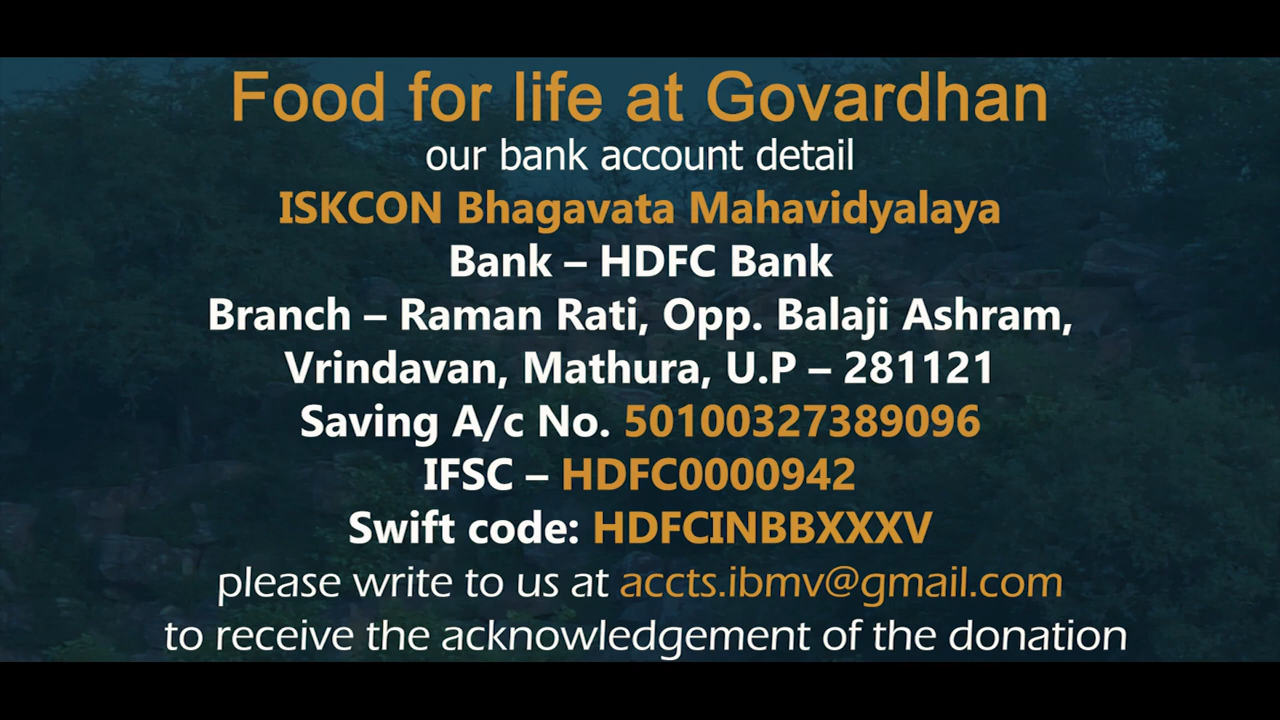 Food for life at Govardhan
our bank account detail
ISKCON Bhagavata Mahavidyalaya
Bank – HDFC Bank
Branch – Raman Rati, Opp. Balaji Ashram,
Vrindavan, Mathura, U.P – 281121
Saving A/c No. 50100327389096
IFSC – HDFC0000942
Swift code: HDFCINBBXXXV
please write to us at accts.ibmv@gmail.com
to receive the acknowledgement of the donation